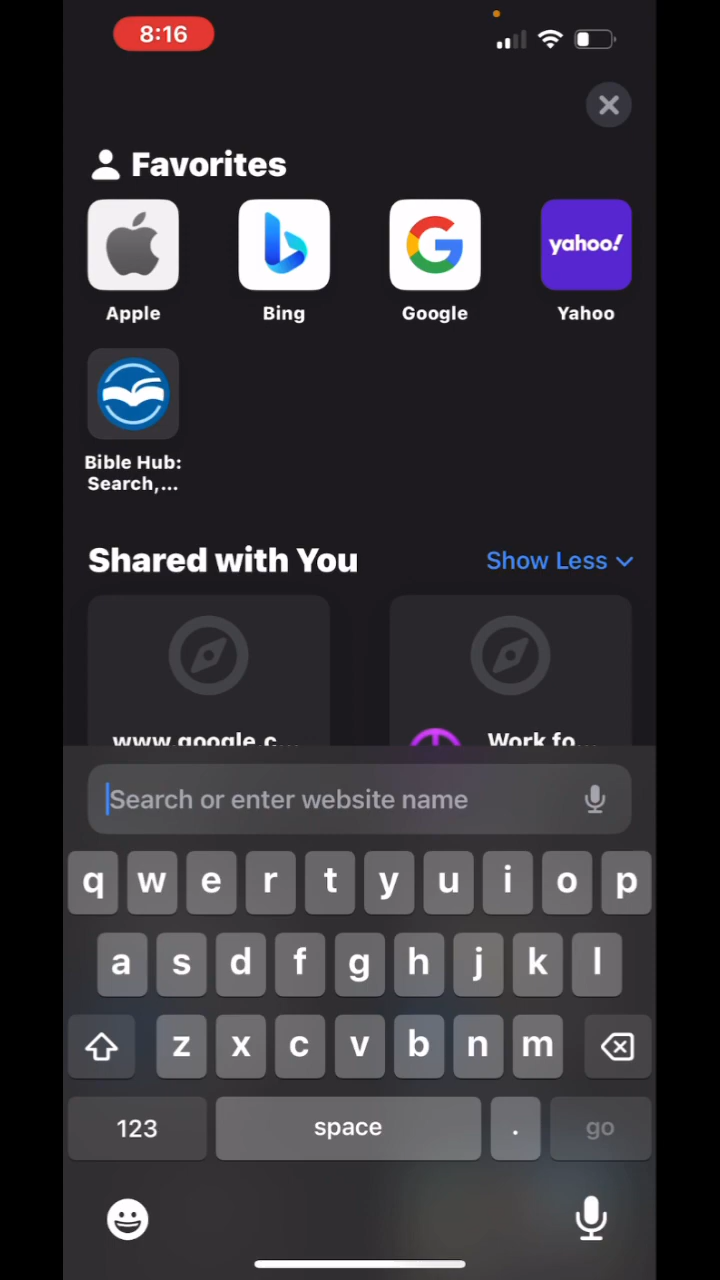 8:16
Favorites
yahoo!
Apple
Bing
Google
Yahoo
Bible Hub:
Search,...
Shared with You
Show Less
www.google.c...
Work fo...
Search or enter website name
q w e r t y u i o p
a s d f g h j k l
z x c v b n m
123 space . go